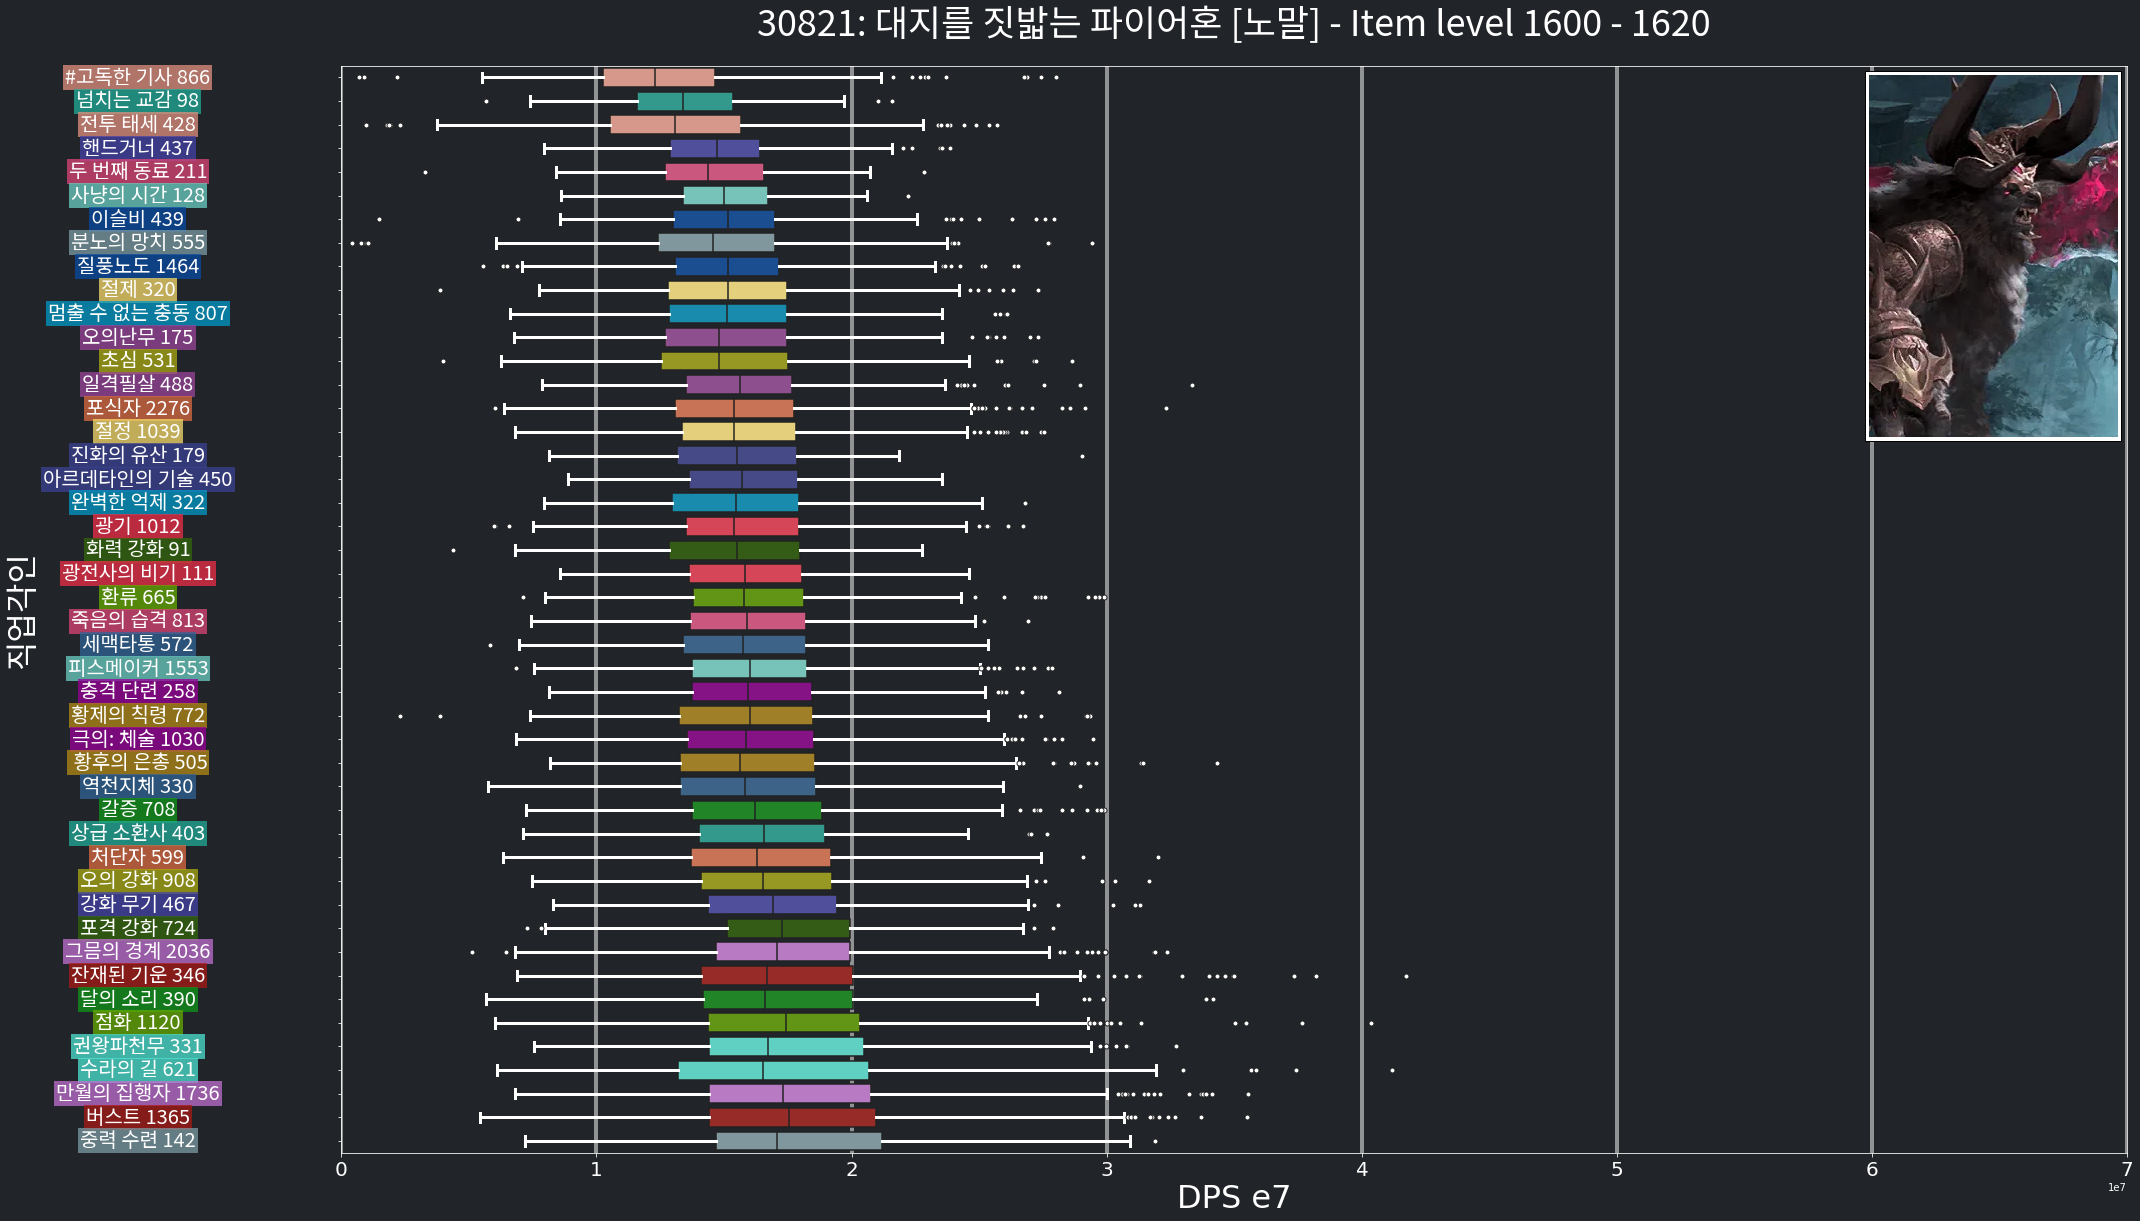 30821: 대지를 짓밟는 파이어혼 [노말] - Item level 1600 - 1620
직업각인
#고독한 기사 866
넘치는 교감 98
전투 태세 428
핸드거너 437
두 번째 동료 211
사냥의 시간 128
이슬비 439
분노의 망치 555
질풍노도 1464
절제 320
멈출 수 없는 충동 807
오의난무 175
초심 531
일격필살 488
포식자 2276
절정 1039
진화의 유산 179
아르데타인의 기술 450
완벽한 억제 322
광기 1012
화력 강화 91
광전사의 비기 111
환류 665
죽음의 습격 813
세맥타통 572
피스메이커 1553
충격 단련 258
황제의 칙령 772
극의: 체술 1030
황후의 은총 505
역천지체 330
갈증 708
상급 소환사 403
처단자 599
오의 강화 908
강화 무기 467
포격 강화 724
그믐의 경계 2036
잔재된 기운 346
달의 소리 390
점화 1120
권왕파천무 331
수라의 길 621
만월의 집행자 1736
버스트 1365
중력 수련 142
0 1 2 3 4 5 6 7
1e7
DPS e7